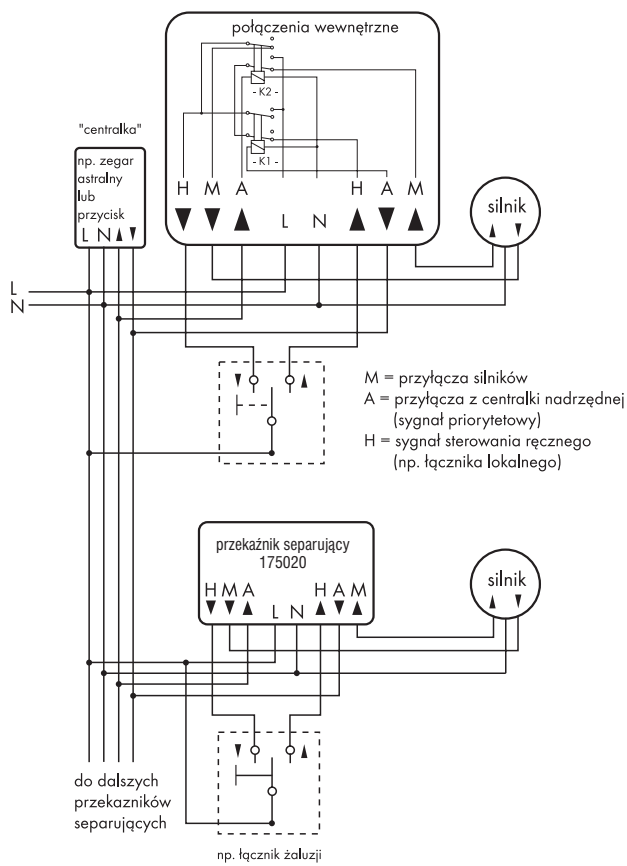 połączenia wewnętrzne
- K2 -
- K1 -
"centralka"
np. zegar
astralny
lub
przycisk
L N
H M A L N H A M
silnik
L
N
M = przyłącza silników
A = przyłącza z centralki nadrzędnej
(sygnał priorytetowy)
H = sygnał sterowania ręcznego
(np. łącznika lokalnego)
przekaźnik separujący
175020
H M A L N H A M
silnik
do dalszych
przekazników
separujących
np. łącznik żaluzji